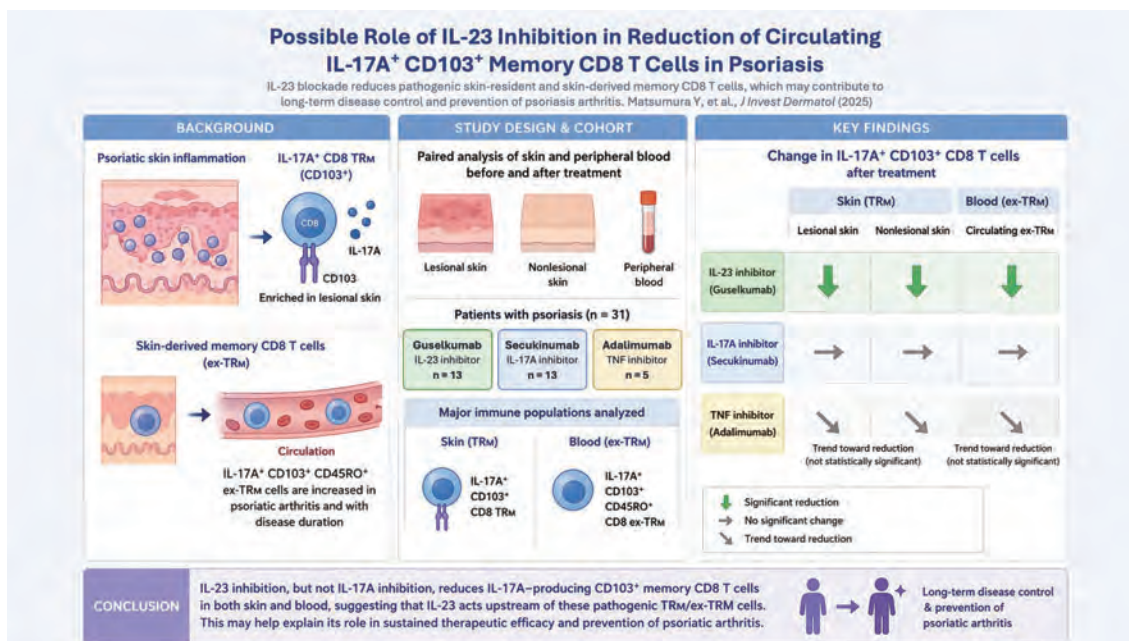 Possible Role of IL-23 Inhibition in Reduction of Circulating
IL-17A⁺ CD103⁺ Memory CD8 T Cells in Psoriasis
IL-23 blockade reduces pathogenic skin-resident and skin-derived memory CD8 T cells, which may contribute to
long-term disease control and prevention of psoriasis arthritis. Matsumura Y, et al., J Invest Dermatol (2025)
BACKGROUND
Psoriatic skin inflammation
IL-17A⁺ CD8 TRM
(CD103⁺)
CD8
IL-17A
CD103
Enriched in lesional skin
Skin-derived memory CD8 T cells
(ex-TRM)
Circulation
IL-17A⁺ CD103⁺ CD45RO⁺
ex-TRM cells are increased in
psoriatic arthritis and with
disease duration
STUDY DESIGN & COHORT
Paired analysis of skin and peripheral blood
before and after treatment
Lesional skin
Nonlesional
skin
Peripheral
blood
Patients with psoriasis (n = 31)
Guselkumab
IL-23 inhibitor
n = 13
Secukinumab
IL-17A inhibitor
n = 13
Adalimumab
TNF inhibitor
n = 5
Major immune populations analyzed
Skin (TRM)
IL-17A⁺
CD103⁺
CD8 TRM
Blood (ex-TRM)
IL-17A⁺
CD103⁺
CD45RO⁺
CD8 ex-TRM
KEY FINDINGS
Change in IL-17A⁺ CD103⁺ CD8 T cells
after treatment
Skin (TRM)
Blood (ex-TRM)
Lesional skin
Nonlesional skin
Circulating ex-TRM
IL-23 inhibitor
(Guselkumab)
IL-17A inhibitor
(Secukinumab)
TNF inhibitor
(Adalimumab)
Trend toward reduction
(not statistically significant)
Trend toward reduction
(not statistically significant)
Significant reduction
No significant change
Trend toward reduction
CONCLUSION
IL-23 inhibition, but not IL-17A inhibition, reduces IL-17A–producing CD103⁺ memory CD8 T cells
in both skin and blood, suggesting that IL-23 acts upstream of these pathogenic TRM/ex-TRM cells.
This may help explain its role in sustained therapeutic efficacy and prevention of psoriatic arthritis.
Long-term disease control
& prevention of
psoriatic arthritis